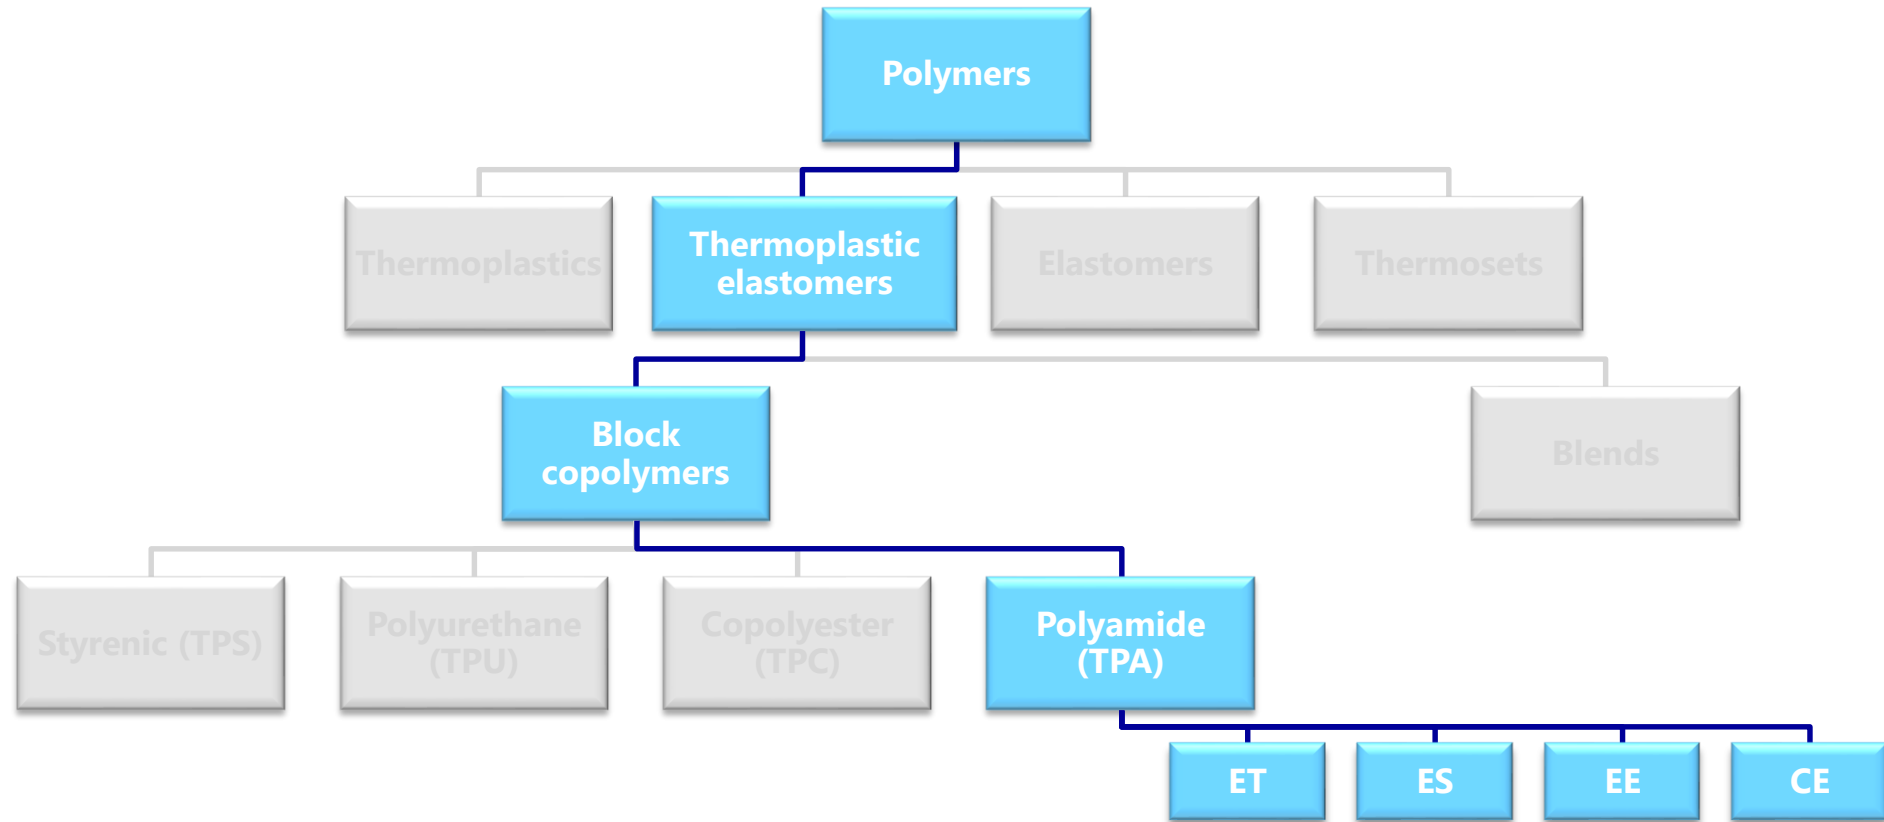 Polymers
Thermoplastics
Thermoplastic
elastomers
Elastomers
Thermosets
Block
copolymers
Blends
Styrenic (TPS)
Polyurethane
(TPU)
Copolyester
(TPC)
Polyamide
(TPA)
ET
ES
EE
CE